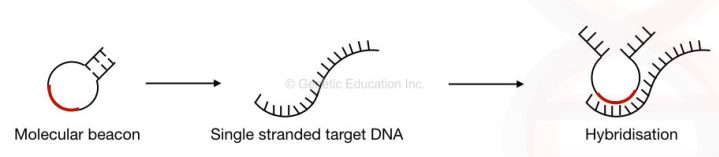 © Genetic Education Inc.
Molecular beacon
Single stranded target DNA
Hybridisation